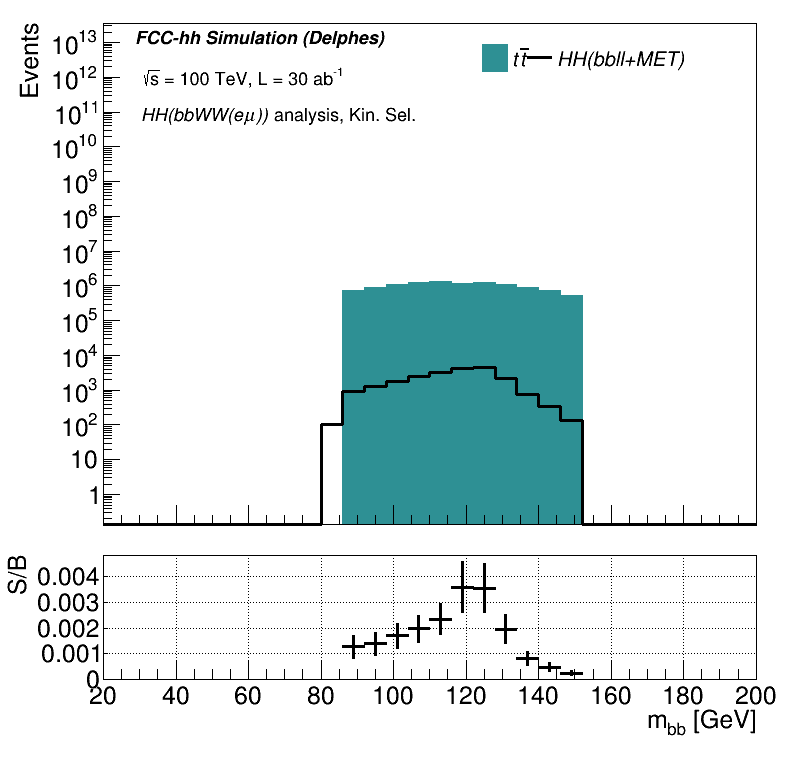 Events
10¹³
10¹²
10¹¹
10¹⁰
10⁹
10⁸
10⁷
10⁶
10⁵
10⁴
10³
10²
10
1
FCC-hh Simulation (Delphes)
√s = 100 TeV, L = 30 ab⁻¹
HH(bbWW(eμ)) analysis, Kin. Sel.
tt̄
HH(bbll+MET)
S/B
0.004
0.003
0.002
0.001
0
20 40 60 80 100 120 140 160 180 200
m_bb [GeV]